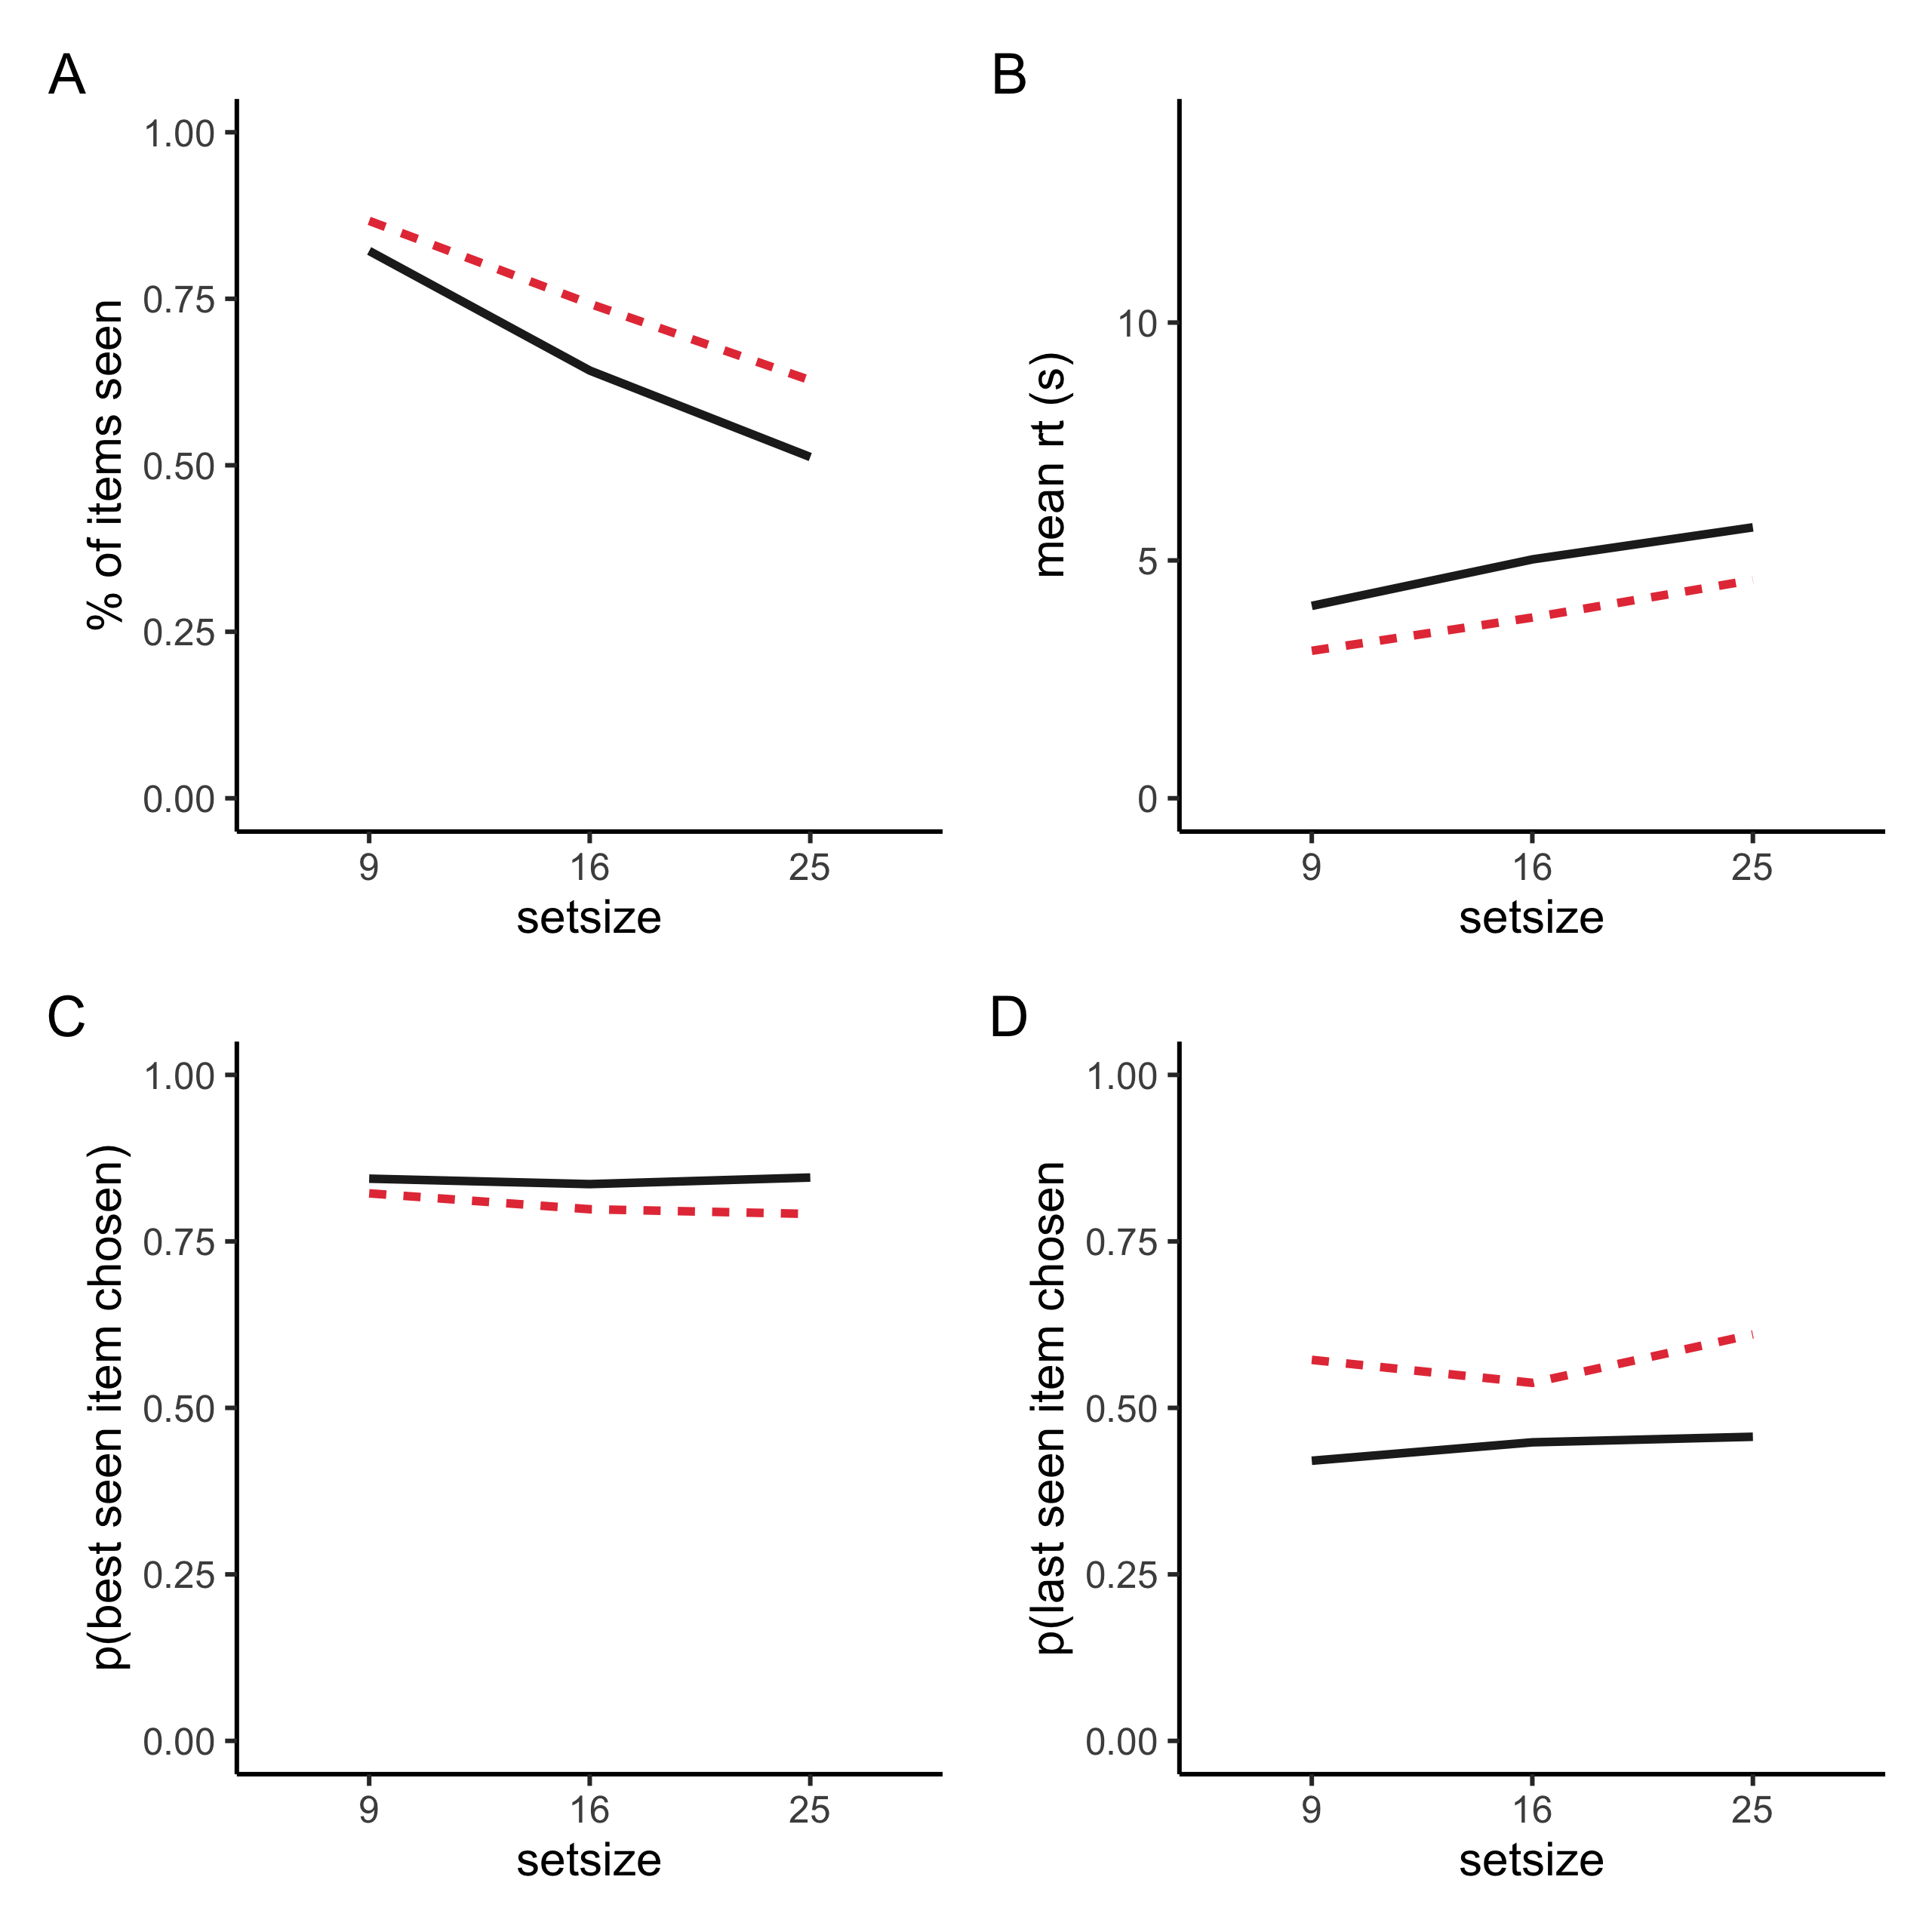 A
% of items seen
1.00
0.75
0.50
0.25
0.00
9 16 25
setsize
B
mean rt (s)
10
5
0
9 16 25
setsize
C
p(best seen item chosen)
1.00
0.75
0.50
0.25
0.00
9 16 25
setsize
D
p(last seen item chosen
1.00
0.75
0.50
0.25
0.00
9 16 25
setsize